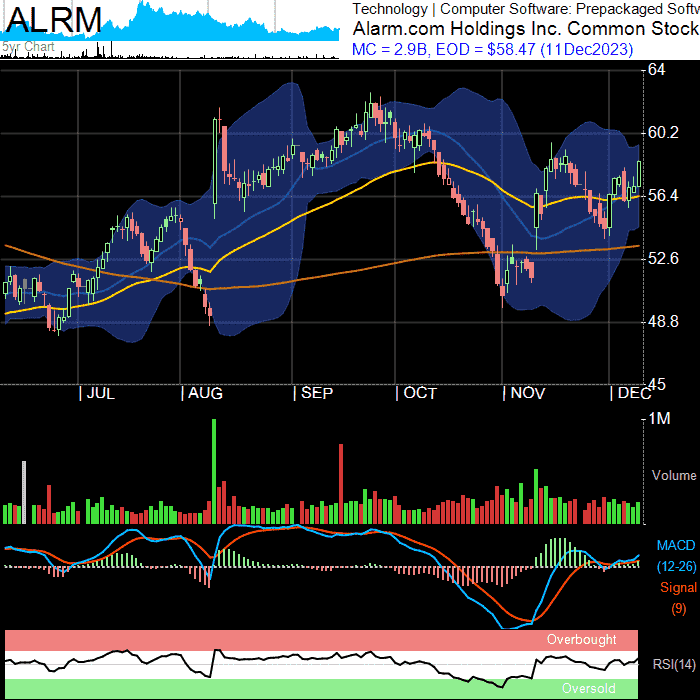 ALRM
5yr Chart
Technology | Computer Software: Prepackaged Softw
Alarm.com Holdings Inc. Common Stock
MC = 2.9B, EOD = $58.47 (11Dec2023)
64
60.2
56.4
52.6
48.8
45
| JUL | AUG | SEP | OCT | NOV | DEC
1M
Volume
MACD
(12-26)
Signal
(9)
Overbought
RSI(14)
Oversold